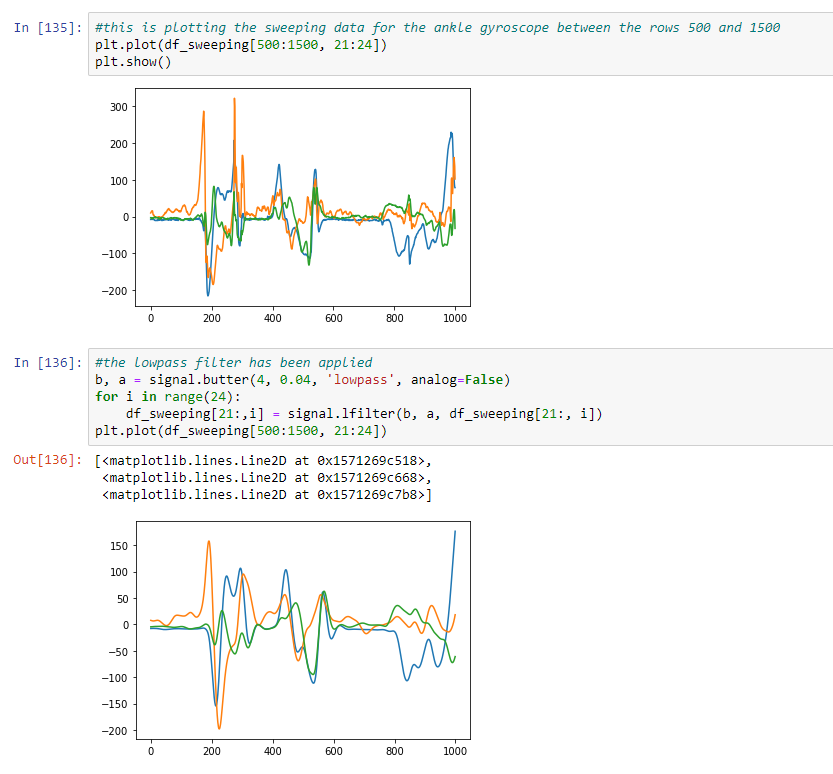 In [135]: #this is plotting the sweeping data for the ankle gyroscope between the rows 500 and 1500
plt.plot(df_sweeping[500:1500, 21:24])
plt.show()
300
200
100
0
−100
−200
0 200 400 600 800 1000
In [136]: #the lowpass filter has been applied
b, a = signal.butter(4, 0.04, 'lowpass', analog=False)
for i in range(24):
    df_sweeping[21:,i] = signal.lfilter(b, a, df_sweeping[21:, i])
plt.plot(df_sweeping[500:1500, 21:24])
Out[136]: [<matplotlib.lines.Line2D at 0x1571269c518>,
<matplotlib.lines.Line2D at 0x1571269c668>,
<matplotlib.lines.Line2D at 0x1571269c7b8>]
150
100
50
0
−50
−100
−150
−200
0 200 400 600 800 1000